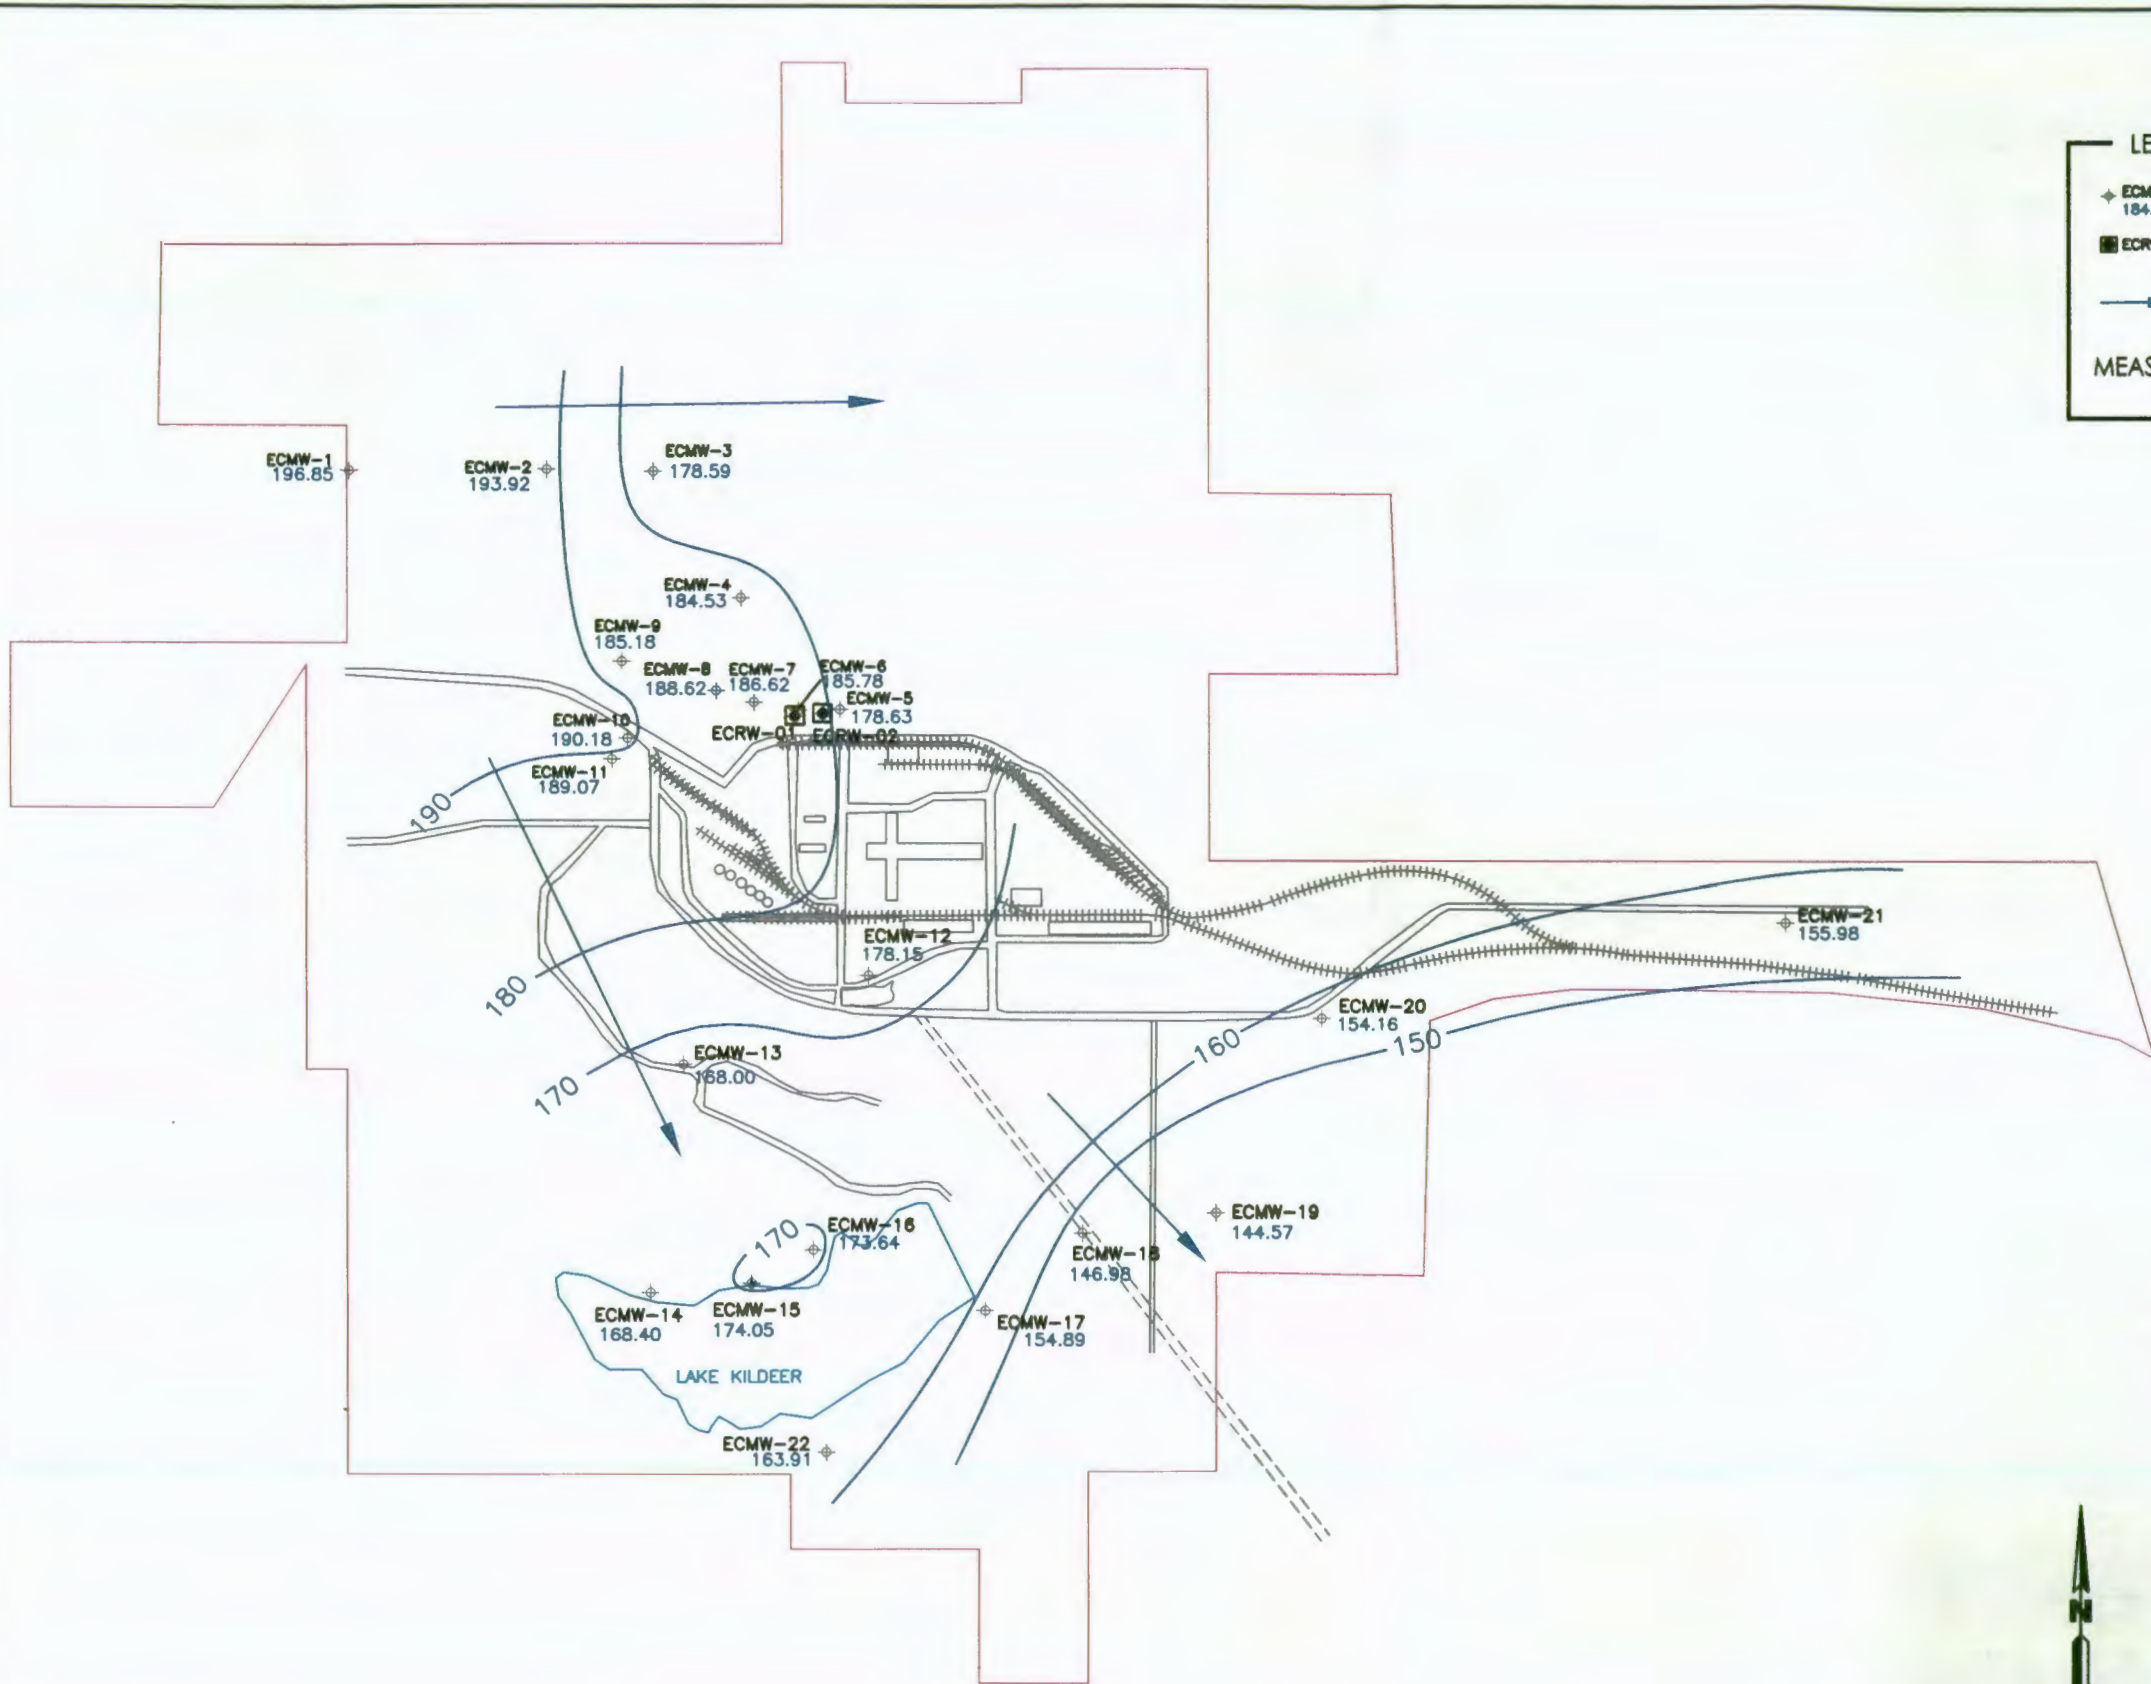 LE
ECM
184.
ECR
MEAS
ECMW-1
196.85
ECMW-2
193.92
ECMW-3
178.59
ECMW-4
184.53
ECMW-9
185.18
ECMW-8
188.62
ECMW-7
186.62
ECMW-6
185.78
ECMW-5
178.63
ECRW-01
ECRW-02
ECMW-10
190.18
ECMW-11
189.07
190
ECMW-12
178.15
180
ECMW-21
155.98
ECMW-20
154.16
160
150
ECMW-13
168.00
170
170
ECMW-16
173.64
ECMW-19
144.57
ECMW-18
146.98
ECMW-14
168.40
ECMW-15
174.05
ECMW-17
154.89
LAKE KILDEER
ECMW-22
163.91
N